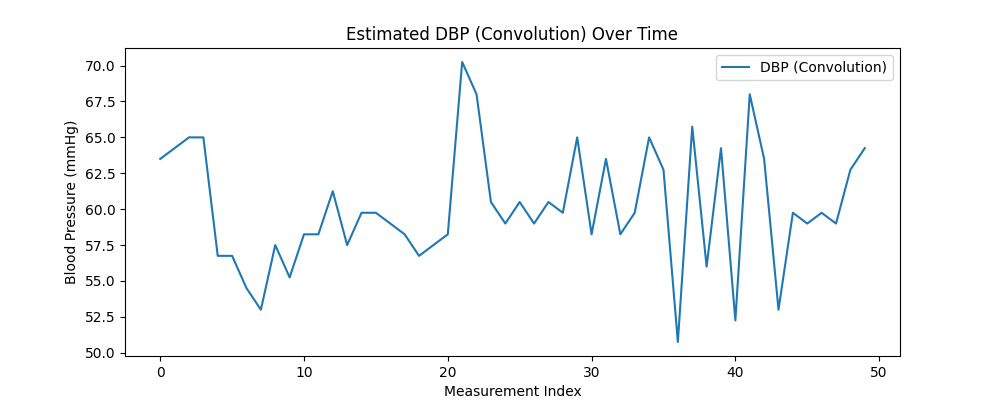 Estimated DBP (Convolution) Over Time
DBP (Convolution)
Blood Pressure (mmHg)
70.0
67.5
65.0
62.5
60.0
57.5
55.0
52.5
50.0
0 10 20 30 40 50
Measurement Index